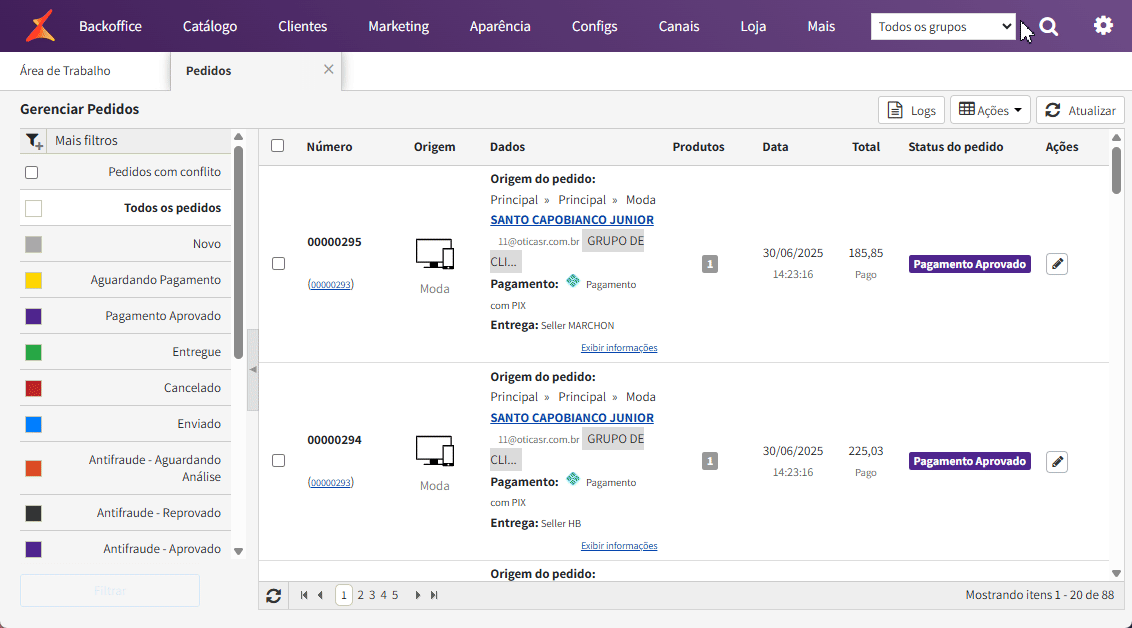 Backoffice Catálogo Clientes Marketing Aparência Configs Canais Loja Mais Todos os grupos
Área de Trabalho Pedidos
Gerenciar Pedidos Logs Ações Atualizar
Mais filtros
Pedidos com conflito
Todos os pedidos
Novo
Aguardando Pagamento
Pagamento Aprovado
Entregue
Cancelado
Enviado
Antifraude - Aguardando
Análise
Antifraude - Reprovado
Antifraude - Aprovado
Filtrar
Número Origem Dados Produtos Data Total Status do pedido Ações
Origem do pedido:
Principal » Principal » Moda
SANTO CAPOBIANCO JUNIOR
00000295 11@oticasr.com.br GRUPO DE
CLI...
(00000293) Moda
Pagamento: Pagamento
com PIX
Entrega: Seller MARCHON
Exibir informações
1 30/06/2025 185,85 Pagamento Aprovado
14:23:16 Pago
Origem do pedido:
Principal » Principal » Moda
SANTO CAPOBIANCO JUNIOR
00000294 11@oticasr.com.br GRUPO DE
CLI...
(00000293) Moda
Pagamento: Pagamento
com PIX
Entrega: Seller HB
Exibir informações
1 30/06/2025 225,03 Pagamento Aprovado
14:23:16 Pago
Origem do pedido:
1 2 3 4 5 Mostrando itens 1 - 20 de 88